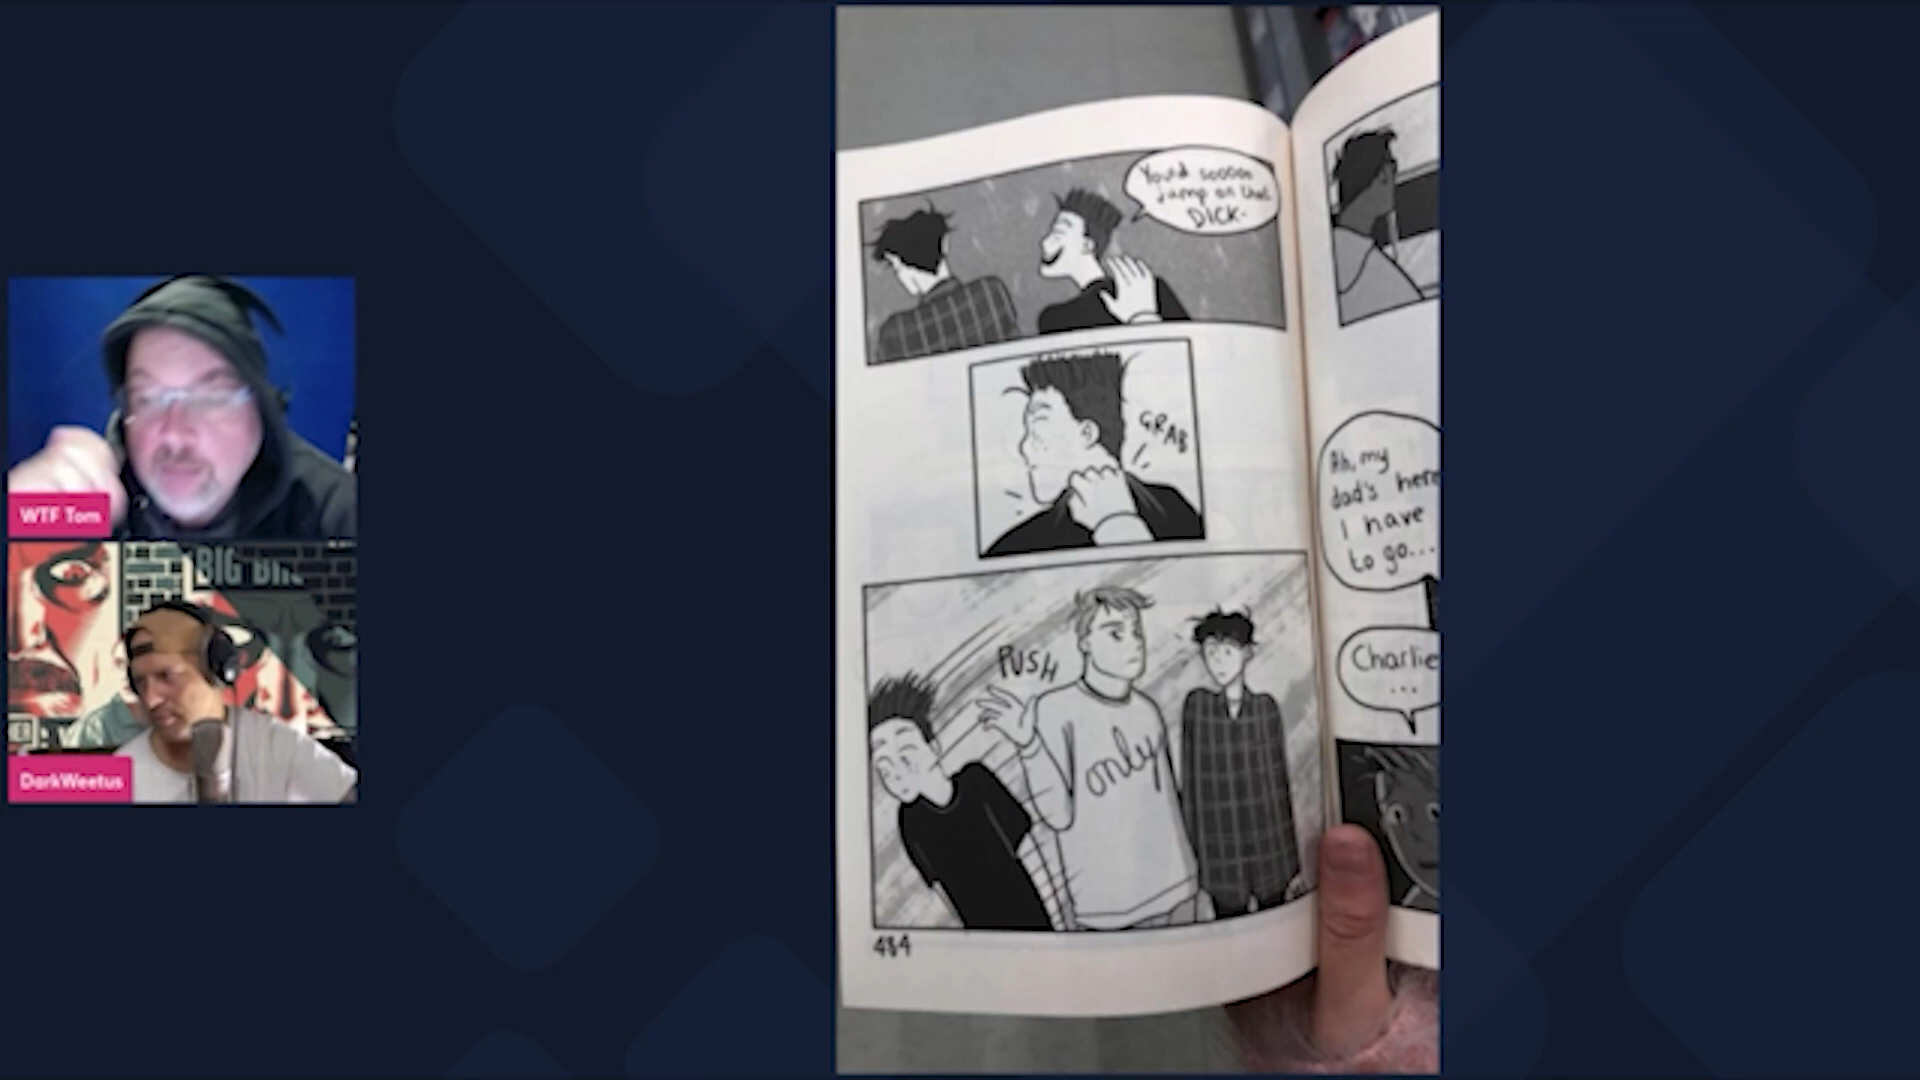 You'd sooooo
jump on that
DICK-
GRAB
PUSH
only
484
Ah, my
dad's here
I have
to go...
Charlie
...
WTF Tom
BIG BR
DarkWeetus